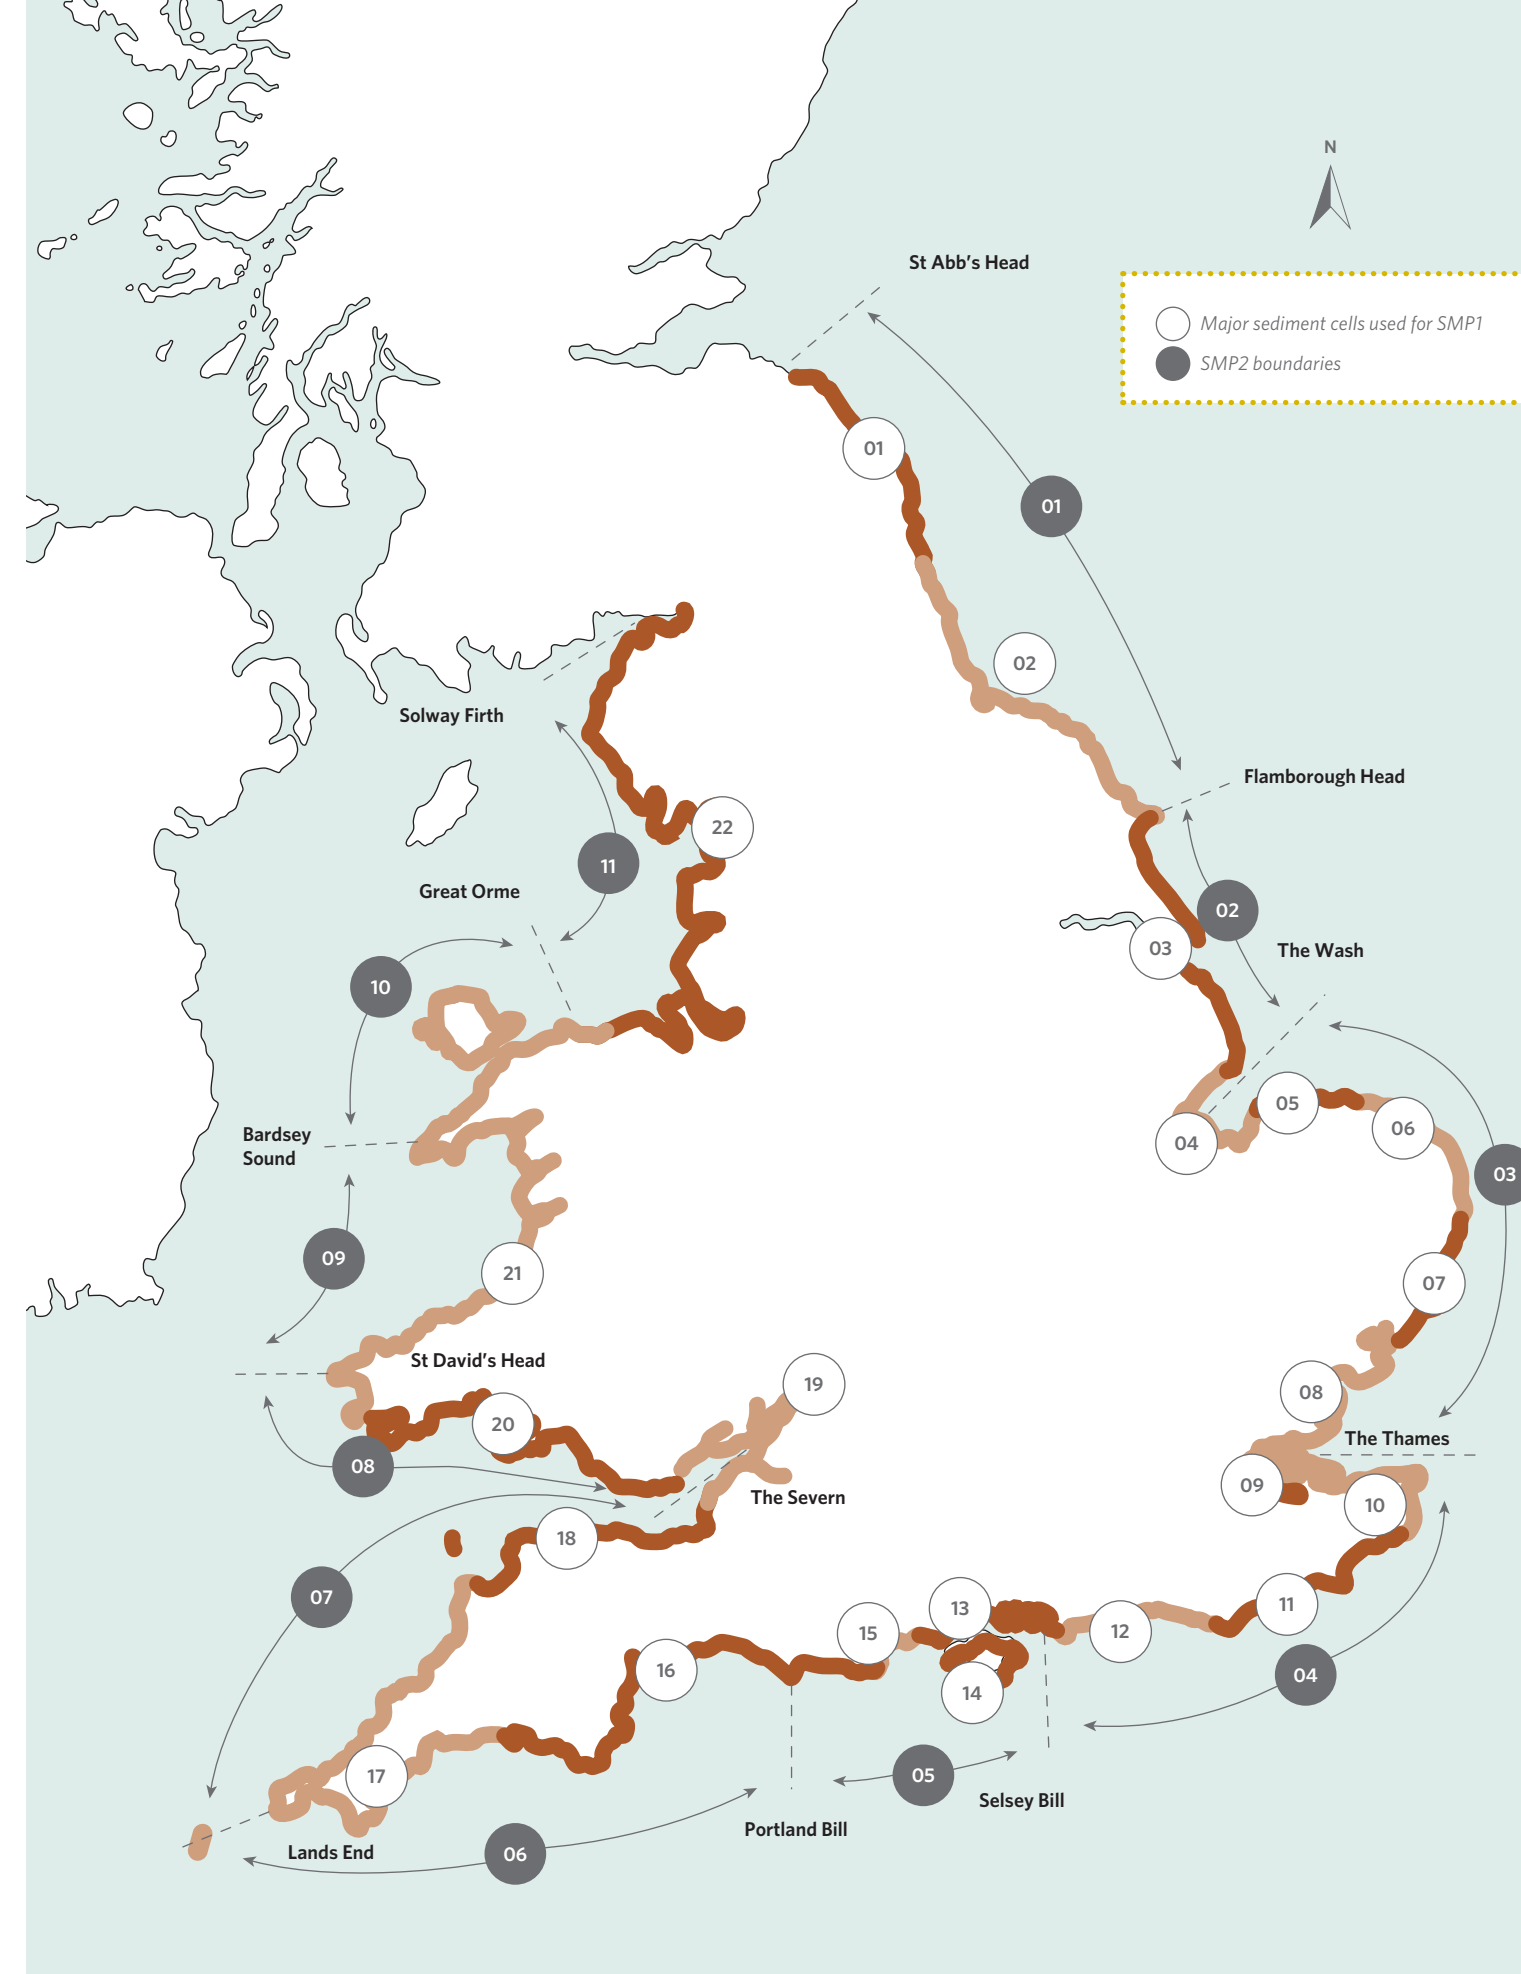 N
St Abb's Head
Major sediment cells used for SMP1
SMP2 boundaries
01
01
02
Solway Firth
Flamborough Head
22
11
Great Orme
02
03
The Wash
10
05
06
04
Bardsey
Sound
03
09
21
07
St David's Head
19
08
20
The Thames
08
09
The Severn
10
18
07
11
13
12
15
16
04
14
17
05
Selsey Bill
Portland Bill
Lands End
06